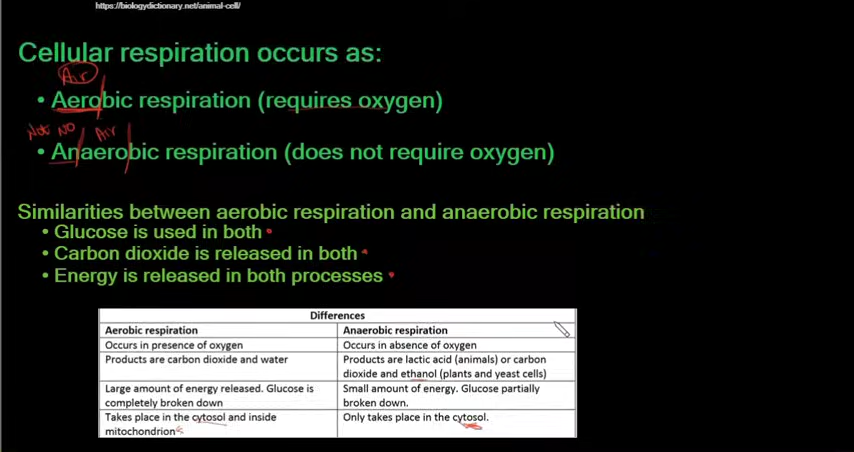 https://biologydictionary.net/animal-cell/
Cellular respiration occurs as:
Air
• Aerobic respiration (requires oxygen)
Not NO Air
• Anaerobic respiration (does not require oxygen)
Similarities between aerobic respiration and anaerobic respiration
• Glucose is used in both
• Carbon dioxide is released in both
• Energy is released in both processes
Differences
Aerobic respiration
Anaerobic respiration
Occurs in presence of oxygen
Occurs in absence of oxygen
Products are carbon dioxide and water
Products are lactic acid (animals) or carbon
dioxide and ethanol (plants and yeast cells)
Large amount of energy released. Glucose is
completely broken down
Small amount of energy. Glucose partially
broken down.
Takes place in the cytosol and inside
mitochondrion
Only takes place in the cytosol.